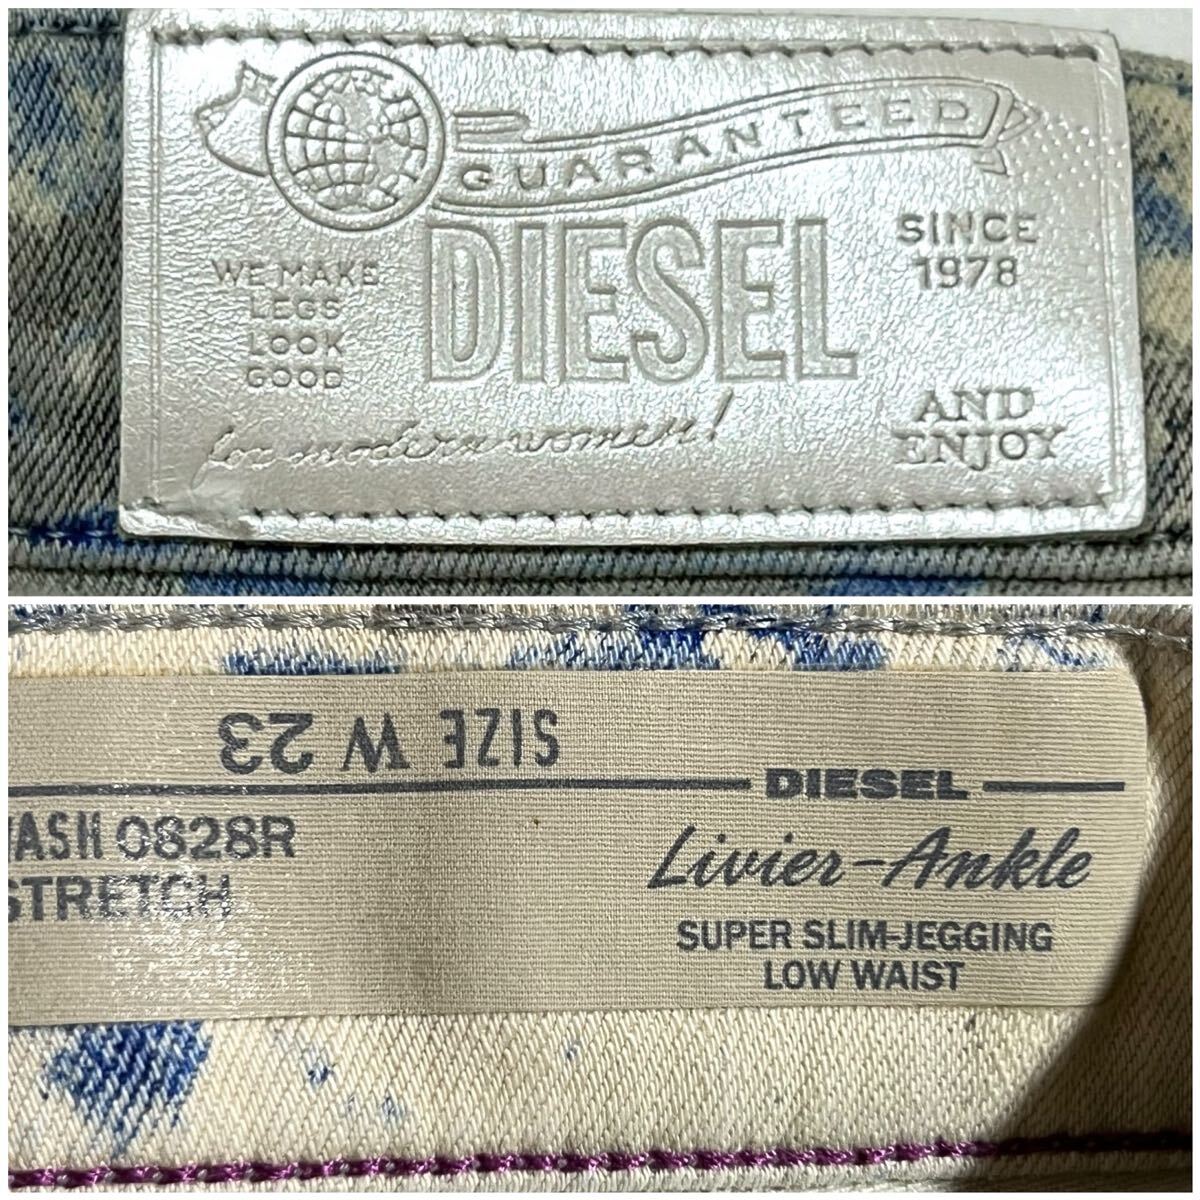 GUARANTEED
DIESEL
SINCE
1978
WE MAKE
LEGS
LOOK
GOOD
for modern women!
AND
ENJOY
SIZE W 23
DIESEL
ASH 0828R
STRETCH
Livier-Ankle
SUPER SLIM-JEGGING
LOW WAIST